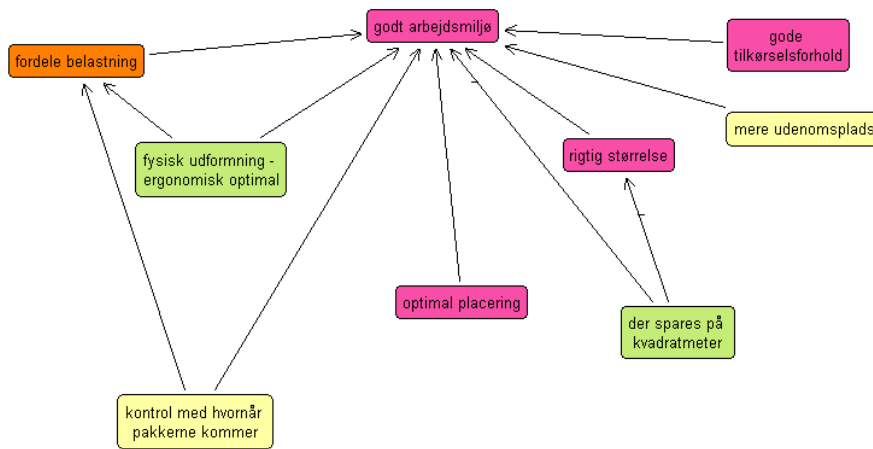 godt arbejdsmiljø
gode
tilkørselsforhold
fordele belastning
mere udenomsplads
fysisk udformning -
ergonomisk optimal
rigtig størrelse
optimal placering
der spares på
kvadratmeter
kontrol med hvornår
pakkerne kommer